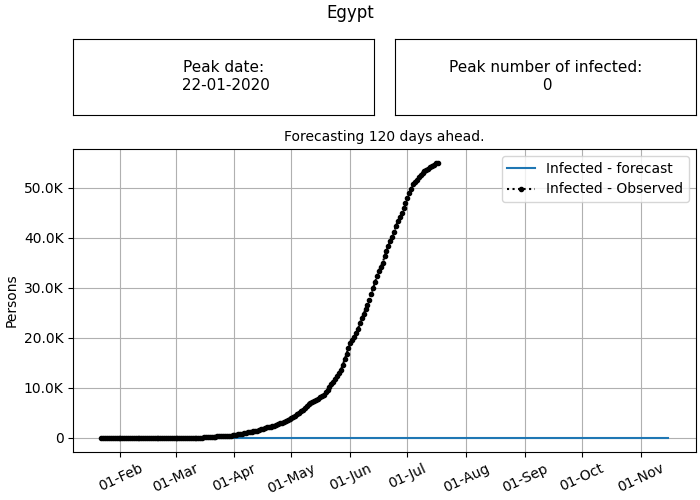 Egypt
Peak date:
22-01-2020
Peak number of infected:
0
Forecasting 120 days ahead.
Infected - forecast
Infected - Observed
Persons
50.0K
40.0K
30.0K
20.0K
10.0K
0
01-Feb
01-Mar
01-Apr
01-May
01-Jun
01-Jul
01-Aug
01-Sep
01-Oct
01-Nov